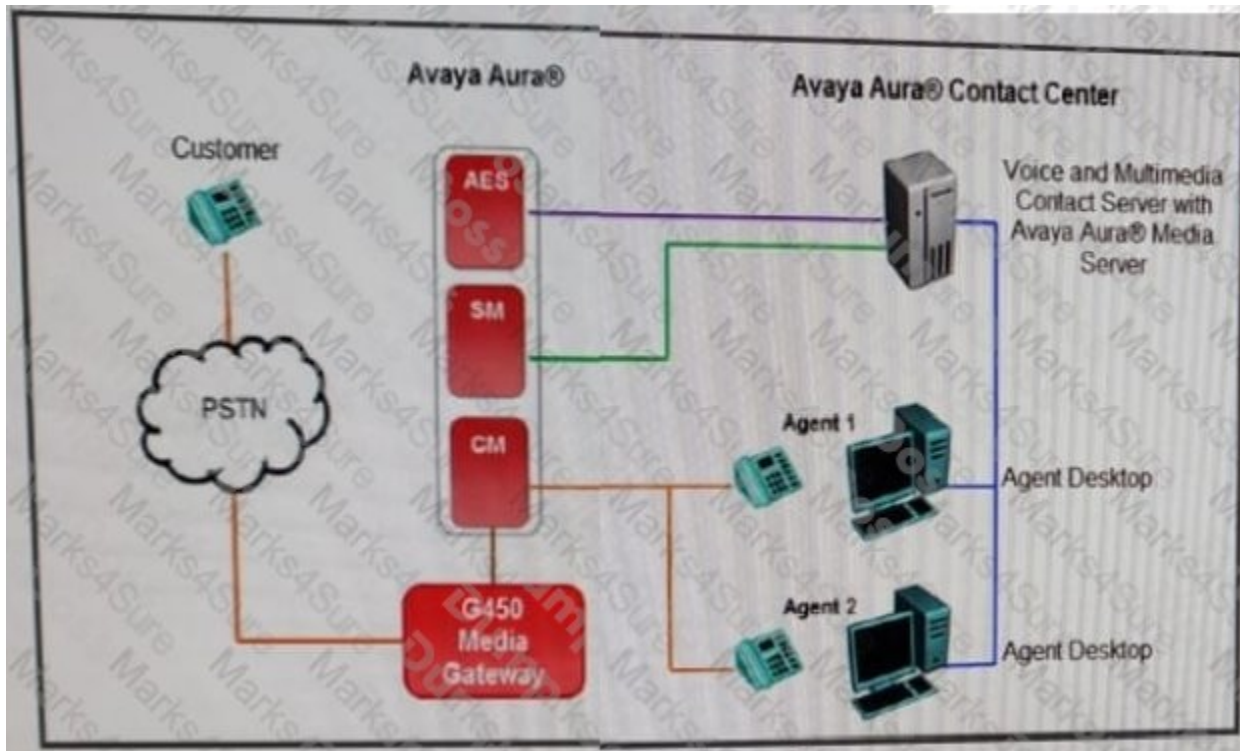 Avaya Aura®
Avaya Aura® Contact Center
Customer
AES
Voice and Multimedia
Contact Server with
Avaya Aura® Media
Server
SM
PSTN
Agent 1
CM
Agent Desktop
G450
Media
Gateway
Agent 2
Agent Desktop
Marks4Sure